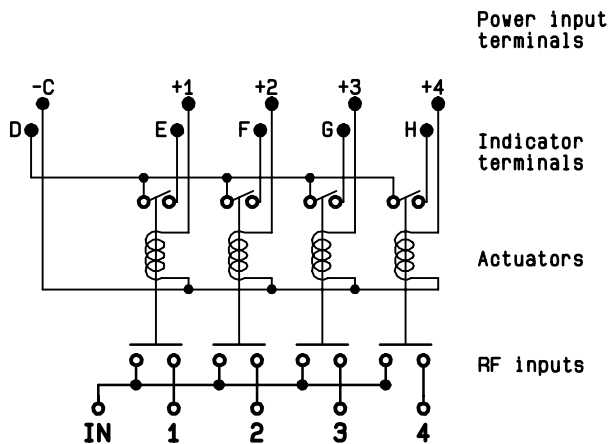 Power input
terminals
-C +1 +2 +3 +4
D E F G H
Indicator
terminals
Actuators
RF inputs
IN 1 2 3 4